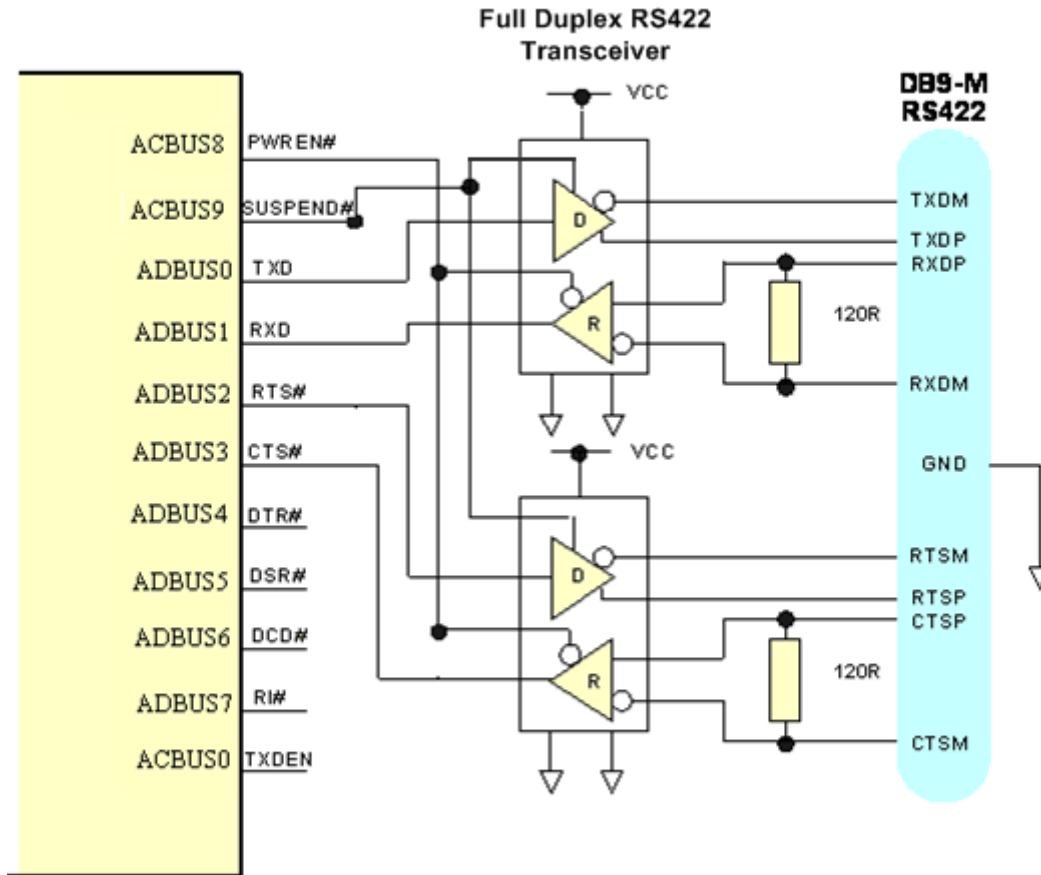 Full Duplex RS422
Transceiver
VCC
DB9-M
RS422
ACBUS8 PWREN#
ACBUS9 SUSPEND#
ADBUS0 TXD
ADBUS1 RXD
ADBUS2 RTS#
ADBUS3 CTS#
ADBUS4 DTR#
ADBUS5 DSR#
ADBUS6 DCD#
ADBUS7 RI#
ACBUS0 TXDEN
D
R
120R
VCC
D
R
120R
TXDM
TXDP
RXDP
RXDM
GND
RTSM
RTSP
CTSP
CTSM